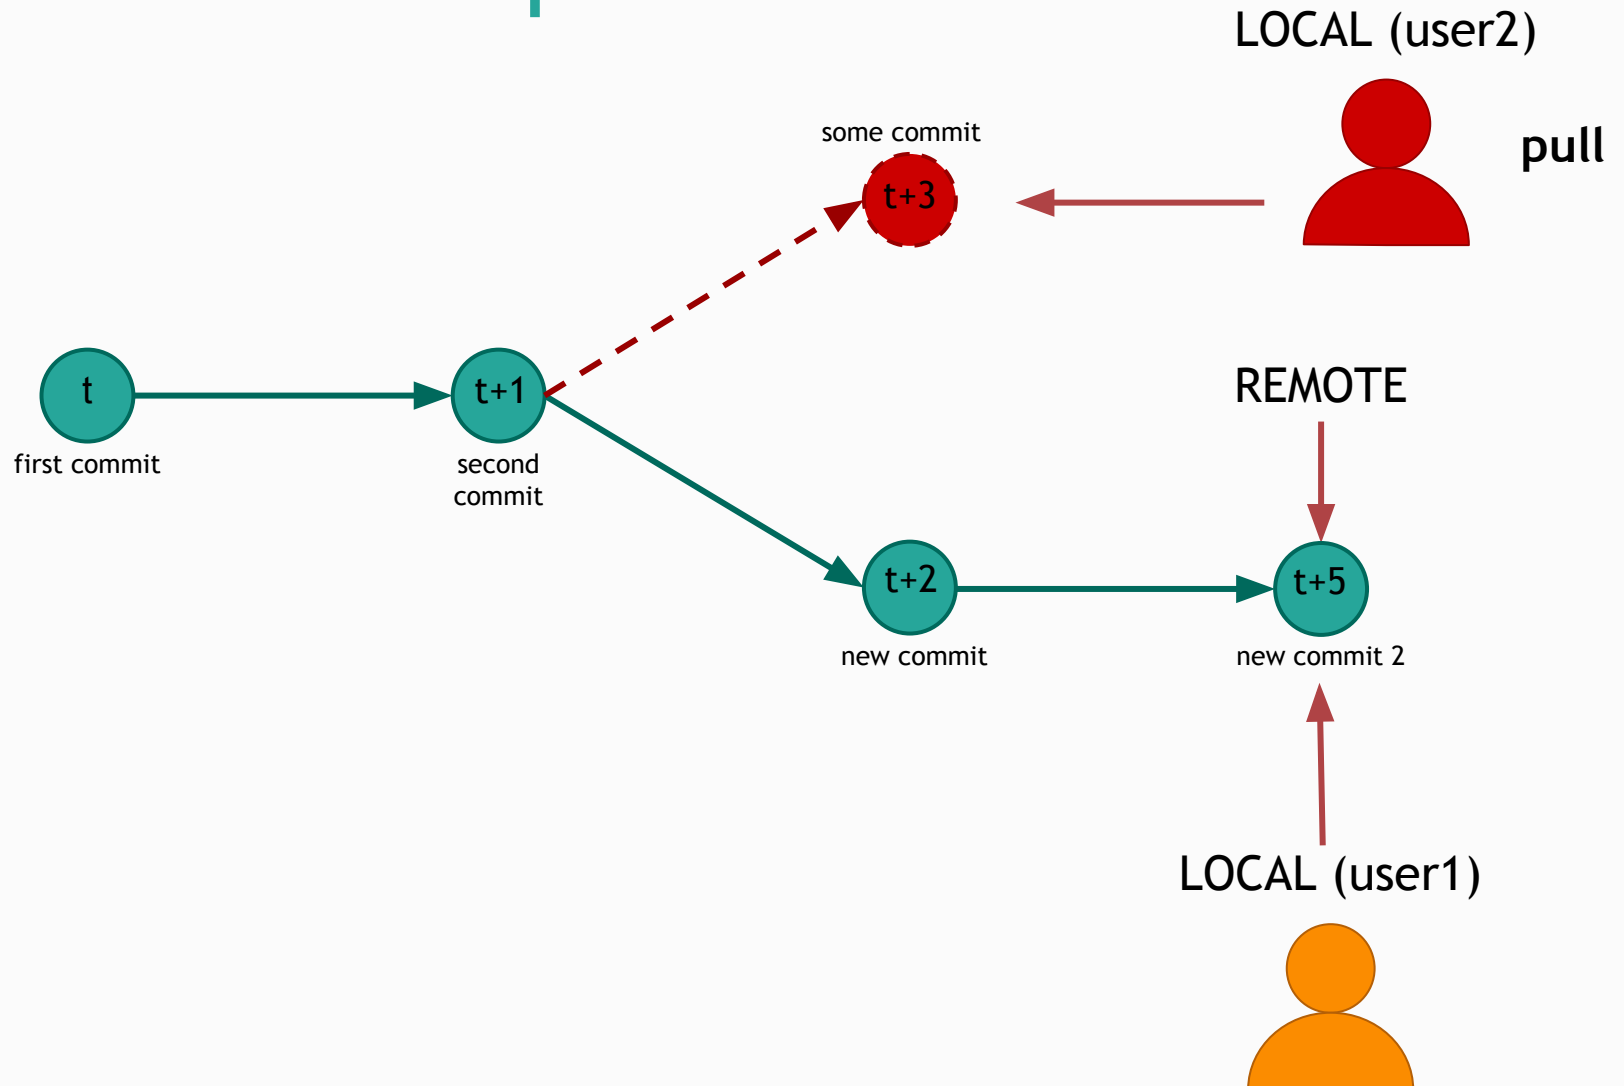 LOCAL (user2)
some commit
pull
t+3
t
t+1
REMOTE
first commit
second
commit
t+2
t+5
new commit
new commit 2
LOCAL (user1)